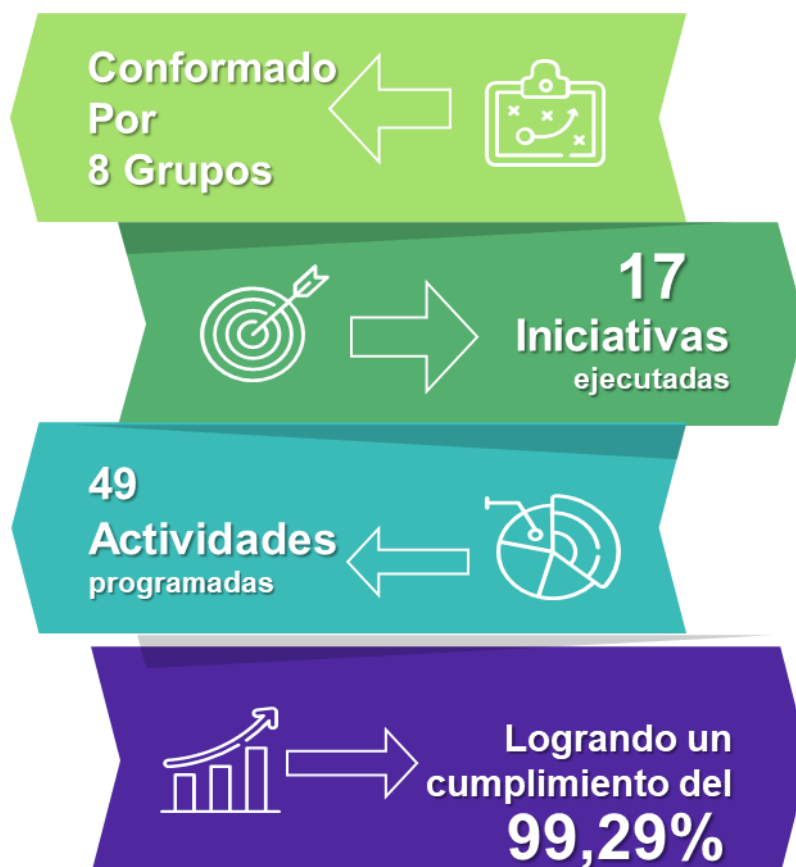 Conformado
Por
8 Grupos
17
Iniciativas
ejecutadas
49
Actividades
programadas
Logrando un
cumplimiento del
99,29%